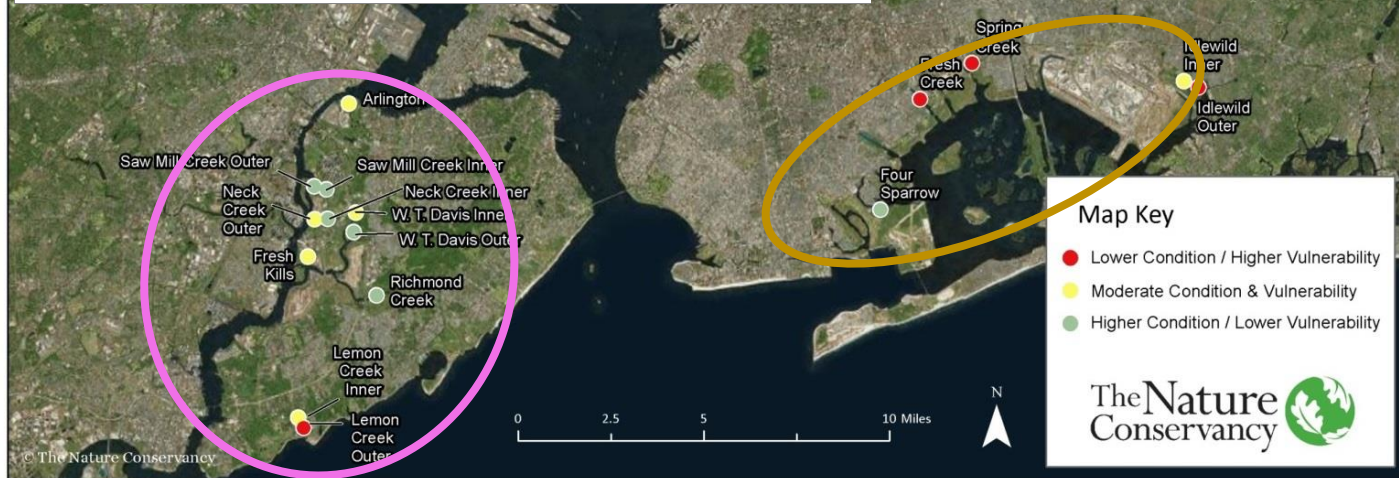 Spring
Creek
Fresh
Creek
Idlewild
Inner
Idlewild
Outer
Arlington
Saw Mill Creek Outer
Saw Mill Creek Inner
Neck
Creek
Outer
Neck Creek Inner
W. T. Davis Inner
W. T. Davis Outer
Four
Sparrow
Fresh
Kills
Richmond
Creek
Lemon
Creek
Inner
Lemon
Creek
Outer
Map Key
Lower Condition / Higher Vulnerability
Moderate Condition & Vulnerability
Higher Condition / Lower Vulnerability
N
0 2.5 5 10 Miles
The Nature
Conservancy
© The Nature Conservancy